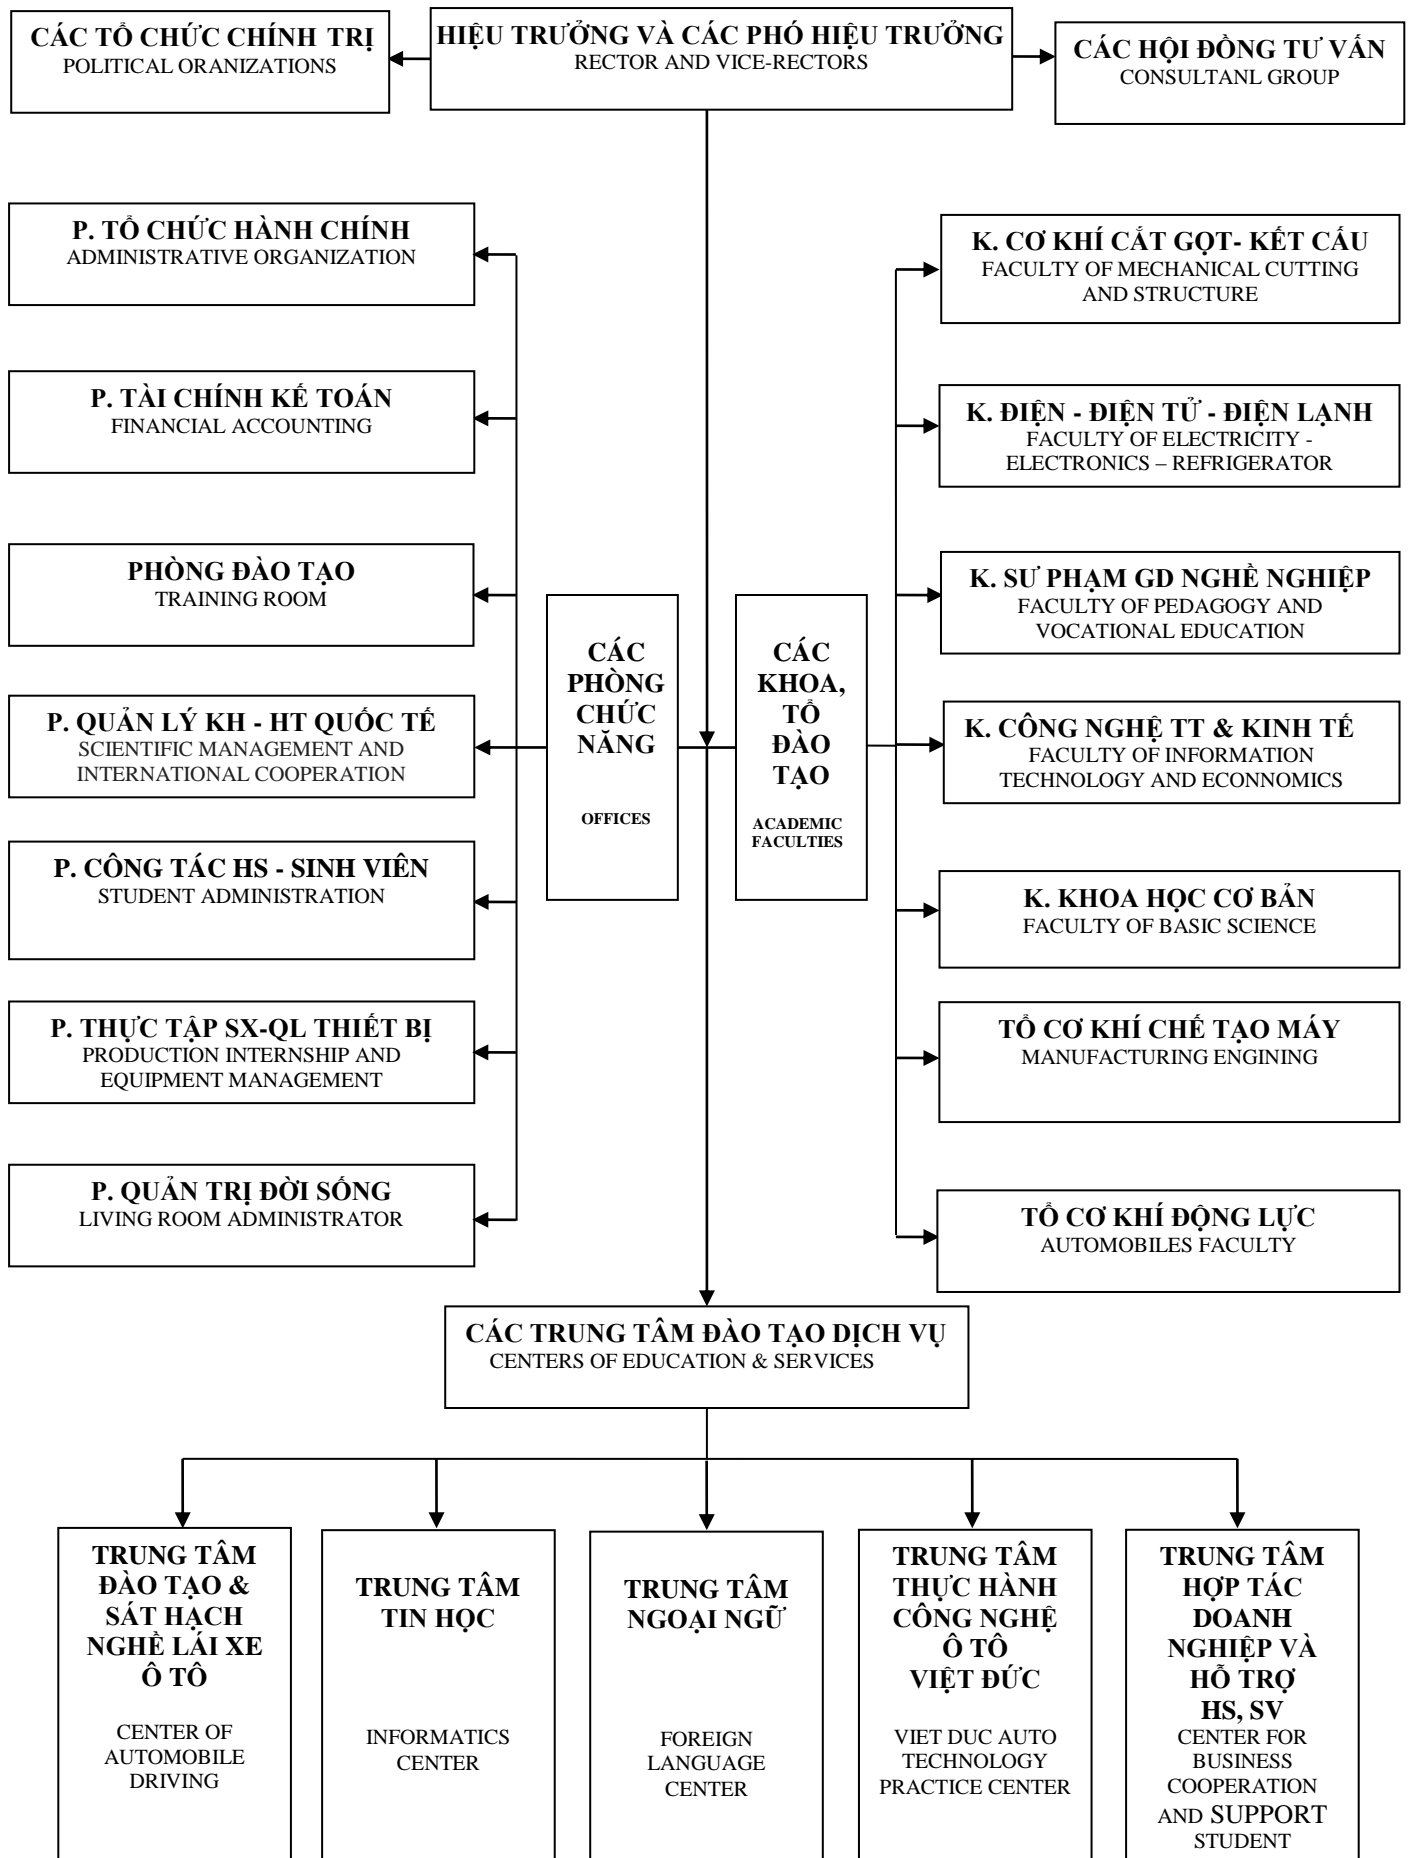 CÁC TỔ CHỨC CHÍNH TRỊ
POLITICAL ORANIZATIONS
HIỆU TRƯỞNG VÀ CÁC PHÓ HIỆU TRƯỞNG
RECTOR AND VICE-RECTORS
CÁC HỘI ĐỒNG TƯ VẤN
CONSULTANL GROUP
P. TỔ CHỨC HÀNH CHÍNH
ADMINISTRATIVE ORGANIZATION
P. TÀI CHÍNH KẾ TOÁN
FINANCIAL ACCOUNTING
PHÒNG ĐÀO TẠO
TRAINING ROOM
P. QUẢN LÝ KH - HT QUỐC TẾ
SCIENTIFIC MANAGEMENT AND
INTERNATIONAL COOPERATION
P. CÔNG TÁC HS - SINH VIÊN
STUDENT ADMINISTRATION
P. THỰC TẬP SX-QL THIẾT BỊ
PRODUCTION INTERNSHIP AND
EQUIPMENT MANAGEMENT
P. QUẢN TRỊ ĐỜI SỐNG
LIVING ROOM ADMINISTRATOR
CÁC
PHÒNG
CHỨC
NĂNG
OFFICES
CÁC
KHOA,
TỔ
ĐÀO
TẠO
ACADEMIC
FACULTIES
K. CƠ KHÍ CẮT GỌT- KẾT CẤU
FACULTY OF MECHANICAL CUTTING
AND STRUCTURE
K. ĐIỆN - ĐIỆN TỬ - ĐIỆN LẠNH
FACULTY OF ELECTRICITY -
ELECTRONICS – REFRIGERATOR
K. SƯ PHẠM GD NGHỀ NGHIỆP
FACULTY OF PEDAGOGY AND
VOCATIONAL EDUCATION
K. CÔNG NGHỆ TT & KINH TẾ
FACULTY OF INFORMATION
TECHNOLOGY AND ECONNOMICS
K. KHOA HỌC CƠ BẢN
FACULTY OF BASIC SCIENCE
TỔ CƠ KHÍ CHẾ TẠO MÁY
MANUFACTURING ENGINING
TỔ CƠ KHÍ ĐỘNG LỰC
AUTOMOBILES FACULTY
CÁC TRUNG TÂM ĐÀO TẠO DỊCH VỤ
CENTERS OF EDUCATION & SERVICES
TRUNG TÂM
ĐÀO TẠO &
SÁT HẠCH
NGHỀ LÁI XE
Ô TÔ
CENTER OF
AUTOMOBILE
DRIVING
TRUNG TÂM
TIN HỌC
INFORMATICS
CENTER
TRUNG TÂM
NGOẠI NGỮ
FOREIGN
LANGUAGE
CENTER
TRUNG TÂM
THỰC HÀNH
CÔNG NGHỆ
Ô TÔ
VIỆT ĐỨC
VIET DUC AUTO
TECHNOLOGY
PRACTICE CENTER
TRUNG TÂM
HỢP TÁC
DOANH
NGHIỆP VÀ
HỖ TRỢ
HS, SV
CENTER FOR
BUSINESS
COOPERATION
AND SUPPORT
STUDENT